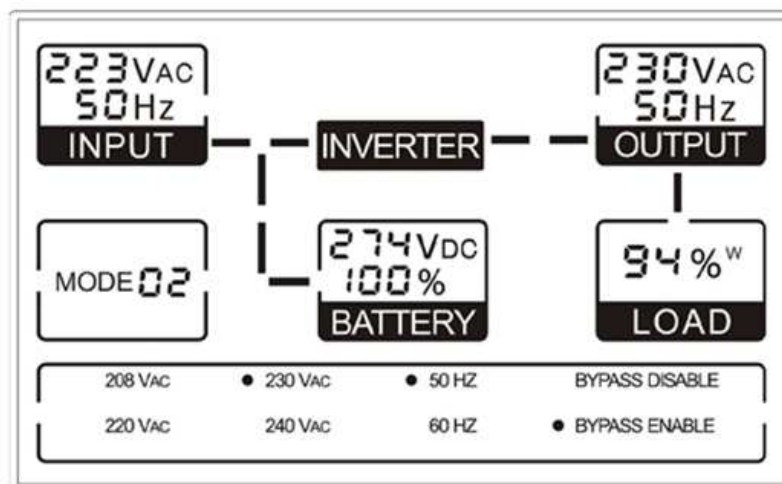 223VAC
50HZ
INPUT
INVERTER
230VAC
50HZ
OUTPUT
MODE 02
274VDC
100%
BATTERY
94%W
LOAD
208 VAC
• 230 VAC
• 50 HZ
BYPASS DISABLE
220 VAC
240 VAC
60 HZ
• BYPASS ENABLE